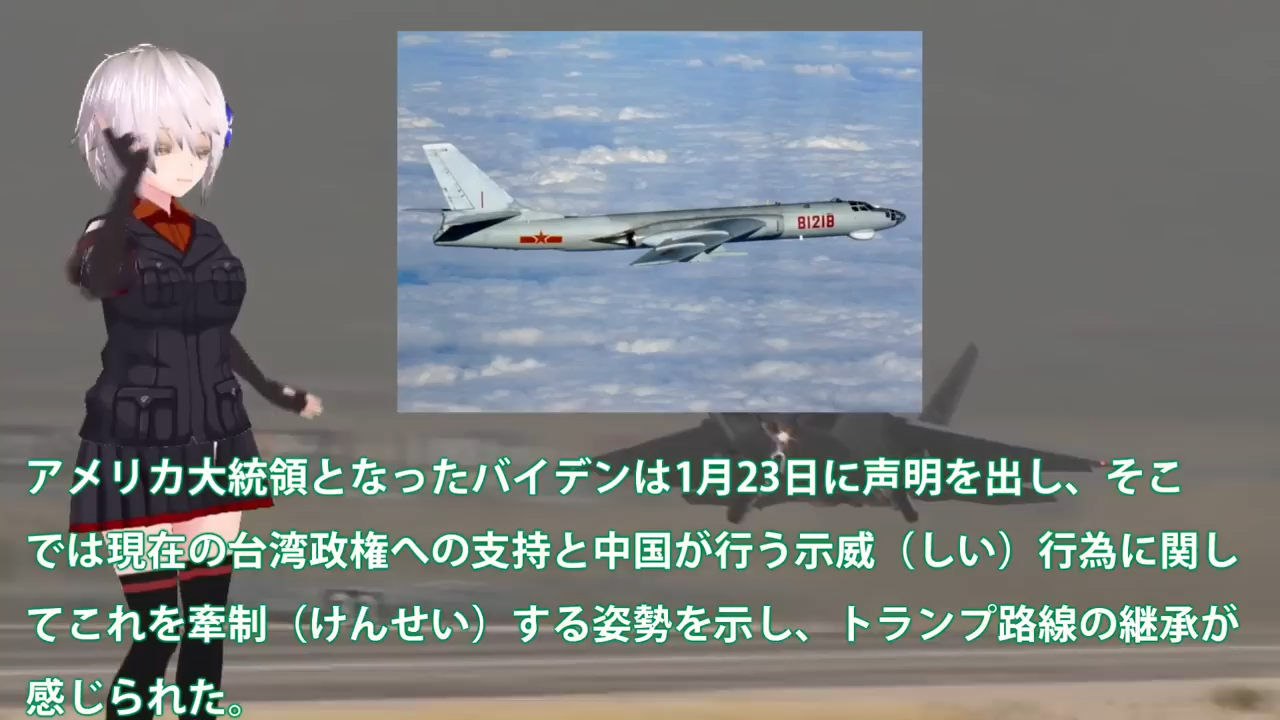 81218
アメリカ大統領となったバイデンは1月23日に声明を出し、そこ
では現在の台湾政権への支持と中国が行う示威（しい）行為に関し
てこれを牽制（けんせい）する姿勢を示し、トランプ路線の継承が
感じられた。